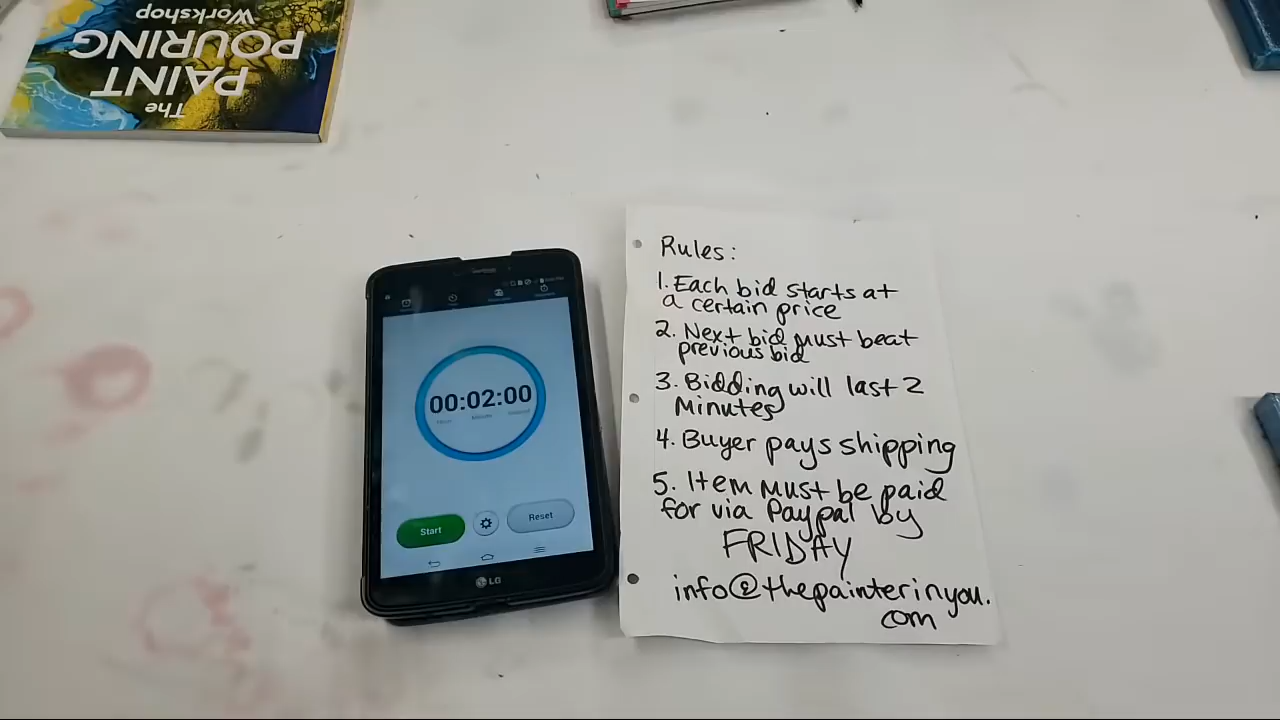 The
PAINT
POURING
Workshop
00:02:00
Start
Reset
LG
Rules:
1. Each bid starts at
a certain price
2. Next bid must beat
previous bid
3. Bidding will last 2
Minutes
4. Buyer pays shipping
5. Item must be paid
for via Paypal by
FRIDAY
info@thepainterinyou.
com